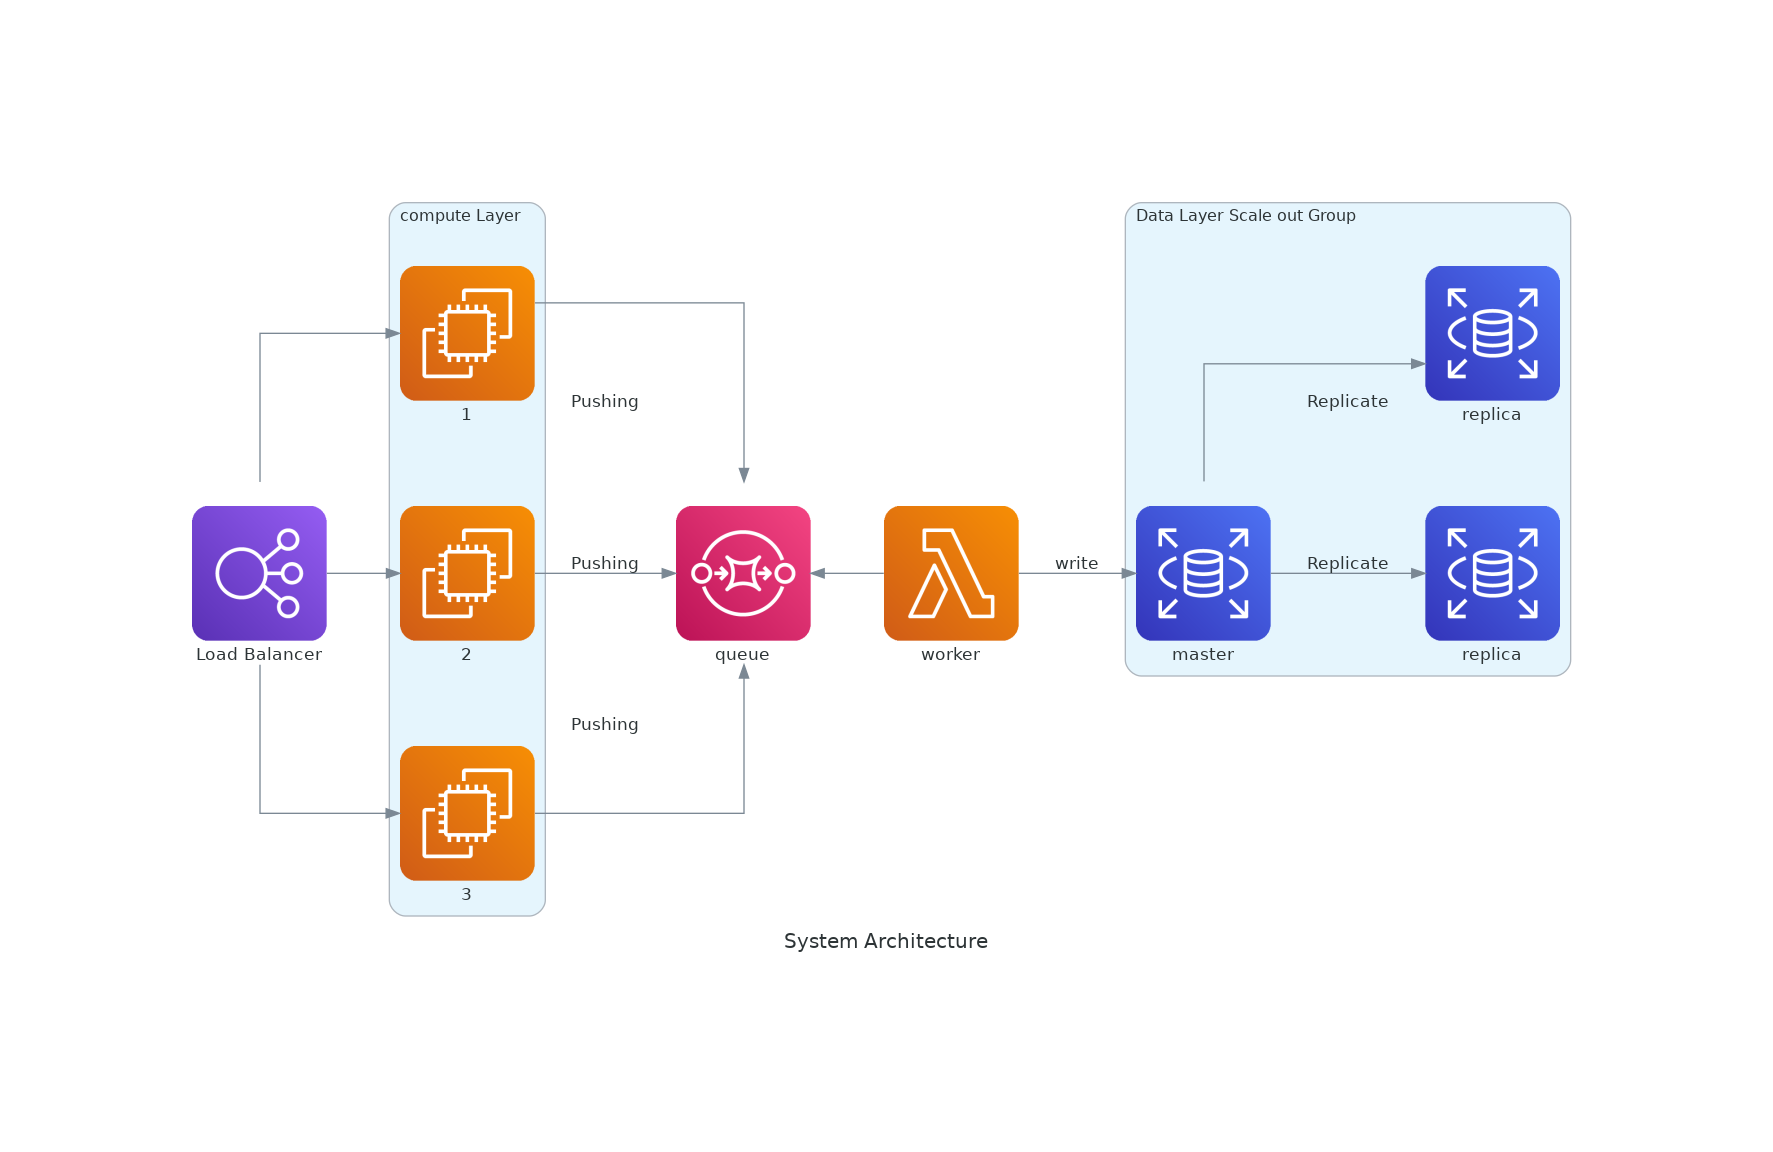 compute Layer
Data Layer Scale out Group
Pushing
Replicate
1
replica
Pushing
write
Replicate
Load Balancer
2
queue
worker
master
replica
Pushing
3
System Architecture